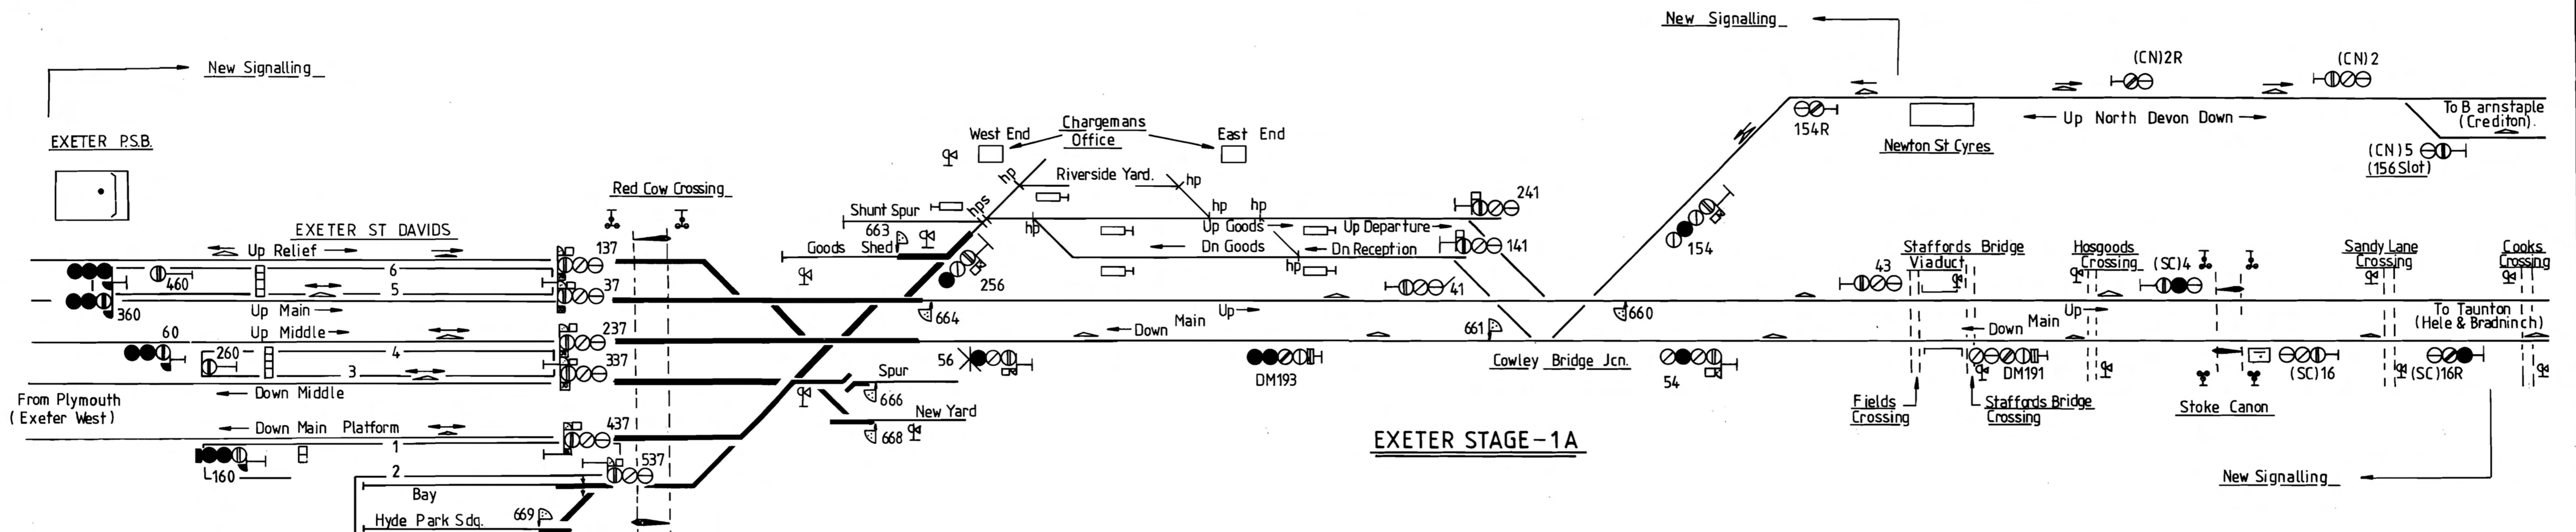 New Signalling
EXETER P.S.B.
EXETER ST DAVIDS
Up Relief
6
460
5
Up Main
360
60
Up Middle
260
4
3
Down Middle
From Plymouth
(Exeter West)
Down Main Platform
1
160
2
Bay
Hyde Park Sdg.
669
137
37
237
337
437
537
Red Cow Crossing
Shunt Spur
663
Goods Shed
256
664
West End
Chargemans
Office
East End
hp
hps
Riverside Yard.
hp
hp
hp
hp
Up Goods
Up Departure
Dn Goods
Dn Reception
hp
241
141
41
Down Main Up
56
Spur
666
New Yard
668
DM193
661
Cowley Bridge Jcn.
EXETER STAGE-1A
660
54
154
154R
New Signalling
Newton St Cyres
(CN)2R
(CN)2
Up North Devon Down
To Barnstaple
(Crediton).
(CN)5
(156 Slot)
43
Staffords Bridge
Viaduct
Hosgoods
Crossing
(SC)4
Sandy Lane
Crossing
Cooks
Crossing
Down Main Up
To Taunton
(Hele & Bradninch)
DM191
(SC)16
(SC)16R
Fields
Crossing
Staffords Bridge
Crossing
Stoke Canon
New Signalling